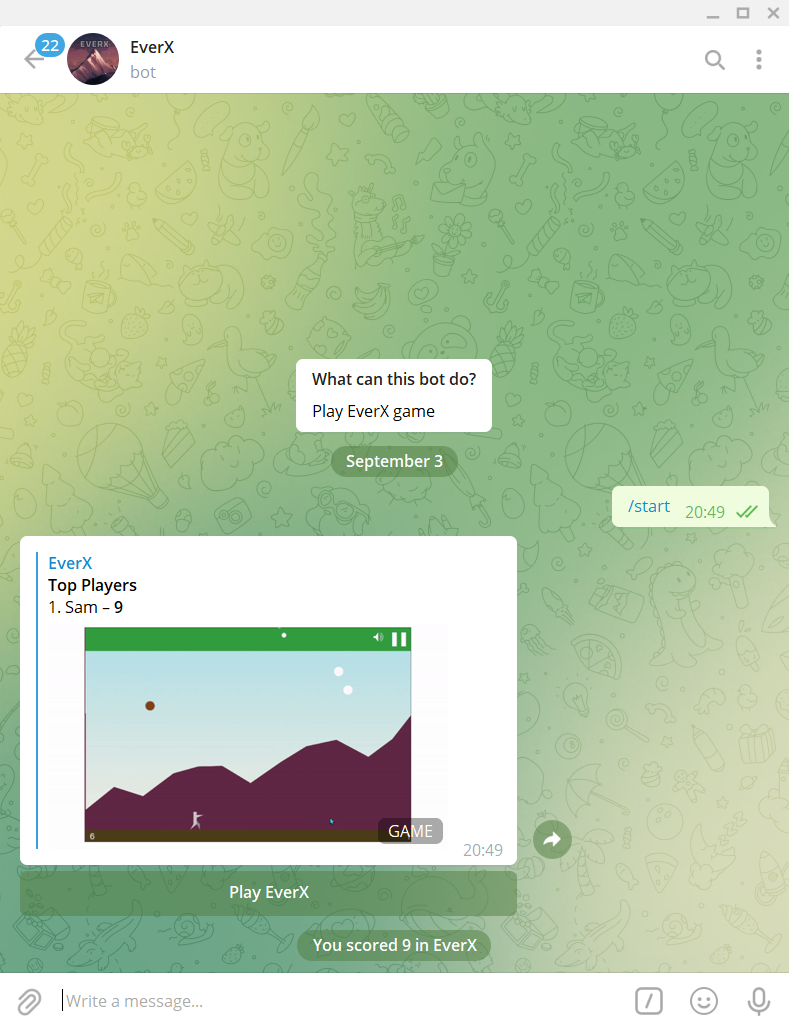 22
EVERX
EverX
bot
What can this bot do?
Play EverX game
September 3
/start
20:49
EverX
Top Players
1. Sam – 9
6
GAME
20:49
Play EverX
You scored 9 in EverX
Write a message...